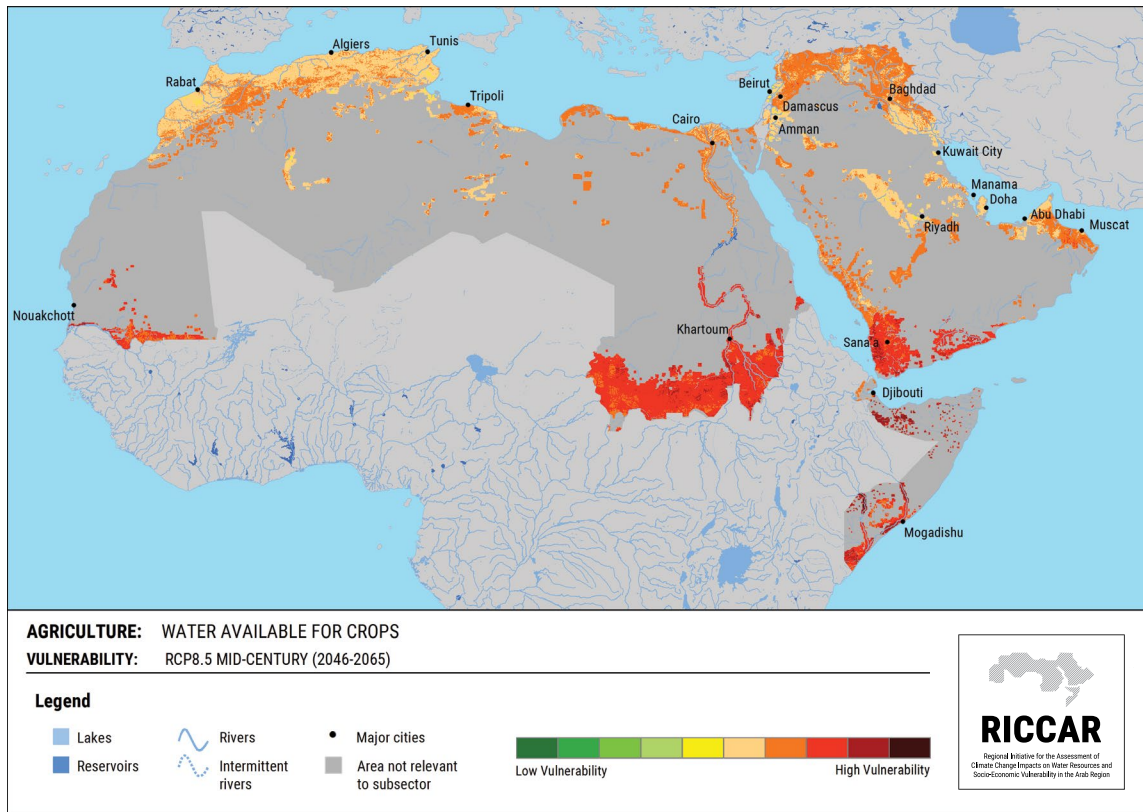 Algiers
Tunis
Rabat
Tripoli
Beirut
Baghdad
Damascus
Cairo
Amman
Kuwait City
Manama
Doha
Abu Dhabi
Riyadh
Muscat
Nouakchott
Khartoum
Sana'a
Djibouti
Mogadishu
AGRICULTURE: WATER AVAILABLE FOR CROPS
VULNERABILITY: RCP8.5 MID-CENTURY (2046-2065)
Legend
Lakes
Reservoirs
Rivers
Intermittent
rivers
Major cities
Area not relevant
to subsector
Low Vulnerability
High Vulnerability
RICCAR
Regional Initiative for the Assessment of
Climate Change Impacts on Water Resources and
Socio-Economic Vulnerability in the Arab Region